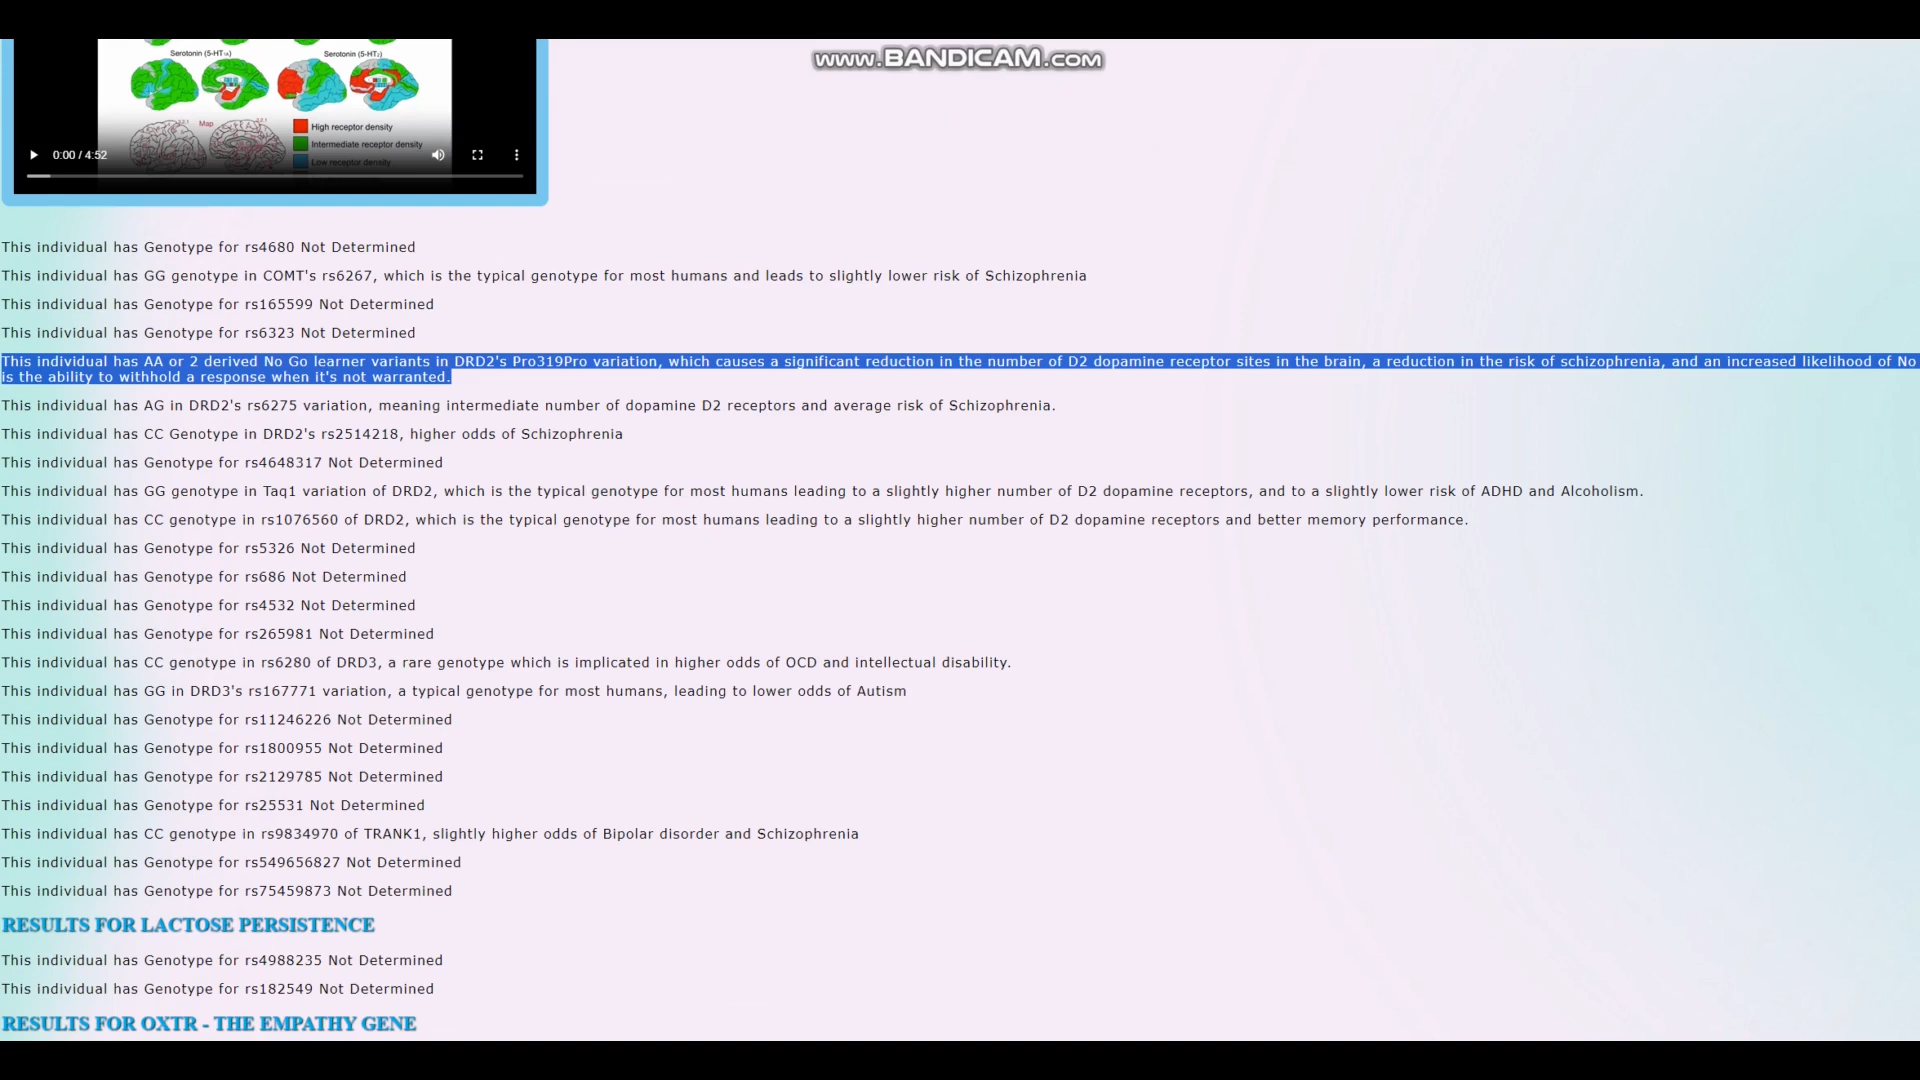 www.BANDICAM.com
Serotonin (5-HT1A) Serotonin (5-HT2)
Map
High receptor density
Intermediate receptor density
Low receptor density
0:00 / 4:52
This individual has Genotype for rs4680 Not Determined
This individual has GG genotype in COMT's rs6267, which is the typical genotype for most humans and leads to slightly lower risk of Schizophrenia
This individual has Genotype for rs165599 Not Determined
This individual has Genotype for rs6323 Not Determined
This individual has AA or 2 derived No Go learner variants in DRD2's Pro319Pro variation, which causes a significant reduction in the number of D2 dopamine receptor sites in the brain, a reduction in the risk of schizophrenia, and an increased likelihood of No
is the ability to withhold a response when it's not warranted.
This individual has AG in DRD2's rs6275 variation, meaning intermediate number of dopamine D2 receptors and average risk of Schizophrenia.
This individual has CC Genotype in DRD2's rs2514218, higher odds of Schizophrenia
This individual has Genotype for rs4648317 Not Determined
This individual has GG genotype in Taq1 variation of DRD2, which is the typical genotype for most humans leading to a slightly higher number of D2 dopamine receptors, and to a slightly lower risk of ADHD and Alcoholism.
This individual has CC genotype in rs1076560 of DRD2, which is the typical genotype for most humans leading to a slightly higher number of D2 dopamine receptors and better memory performance.
This individual has Genotype for rs5326 Not Determined
This individual has Genotype for rs686 Not Determined
This individual has Genotype for rs4532 Not Determined
This individual has Genotype for rs265981 Not Determined
This individual has CC genotype in rs6280 of DRD3, a rare genotype which is implicated in higher odds of OCD and intellectual disability.
This individual has GG in DRD3's rs167771 variation, a typical genotype for most humans, leading to lower odds of Autism
This individual has Genotype for rs11246226 Not Determined
This individual has Genotype for rs1800955 Not Determined
This individual has Genotype for rs2129785 Not Determined
This individual has Genotype for rs25531 Not Determined
This individual has CC genotype in rs9834970 of TRANK1, slightly higher odds of Bipolar disorder and Schizophrenia
This individual has Genotype for rs549656827 Not Determined
This individual has Genotype for rs75459873 Not Determined
RESULTS FOR LACTOSE PERSISTENCE
This individual has Genotype for rs4988235 Not Determined
This individual has Genotype for rs182549 Not Determined
RESULTS FOR OXTR - THE EMPATHY GENE